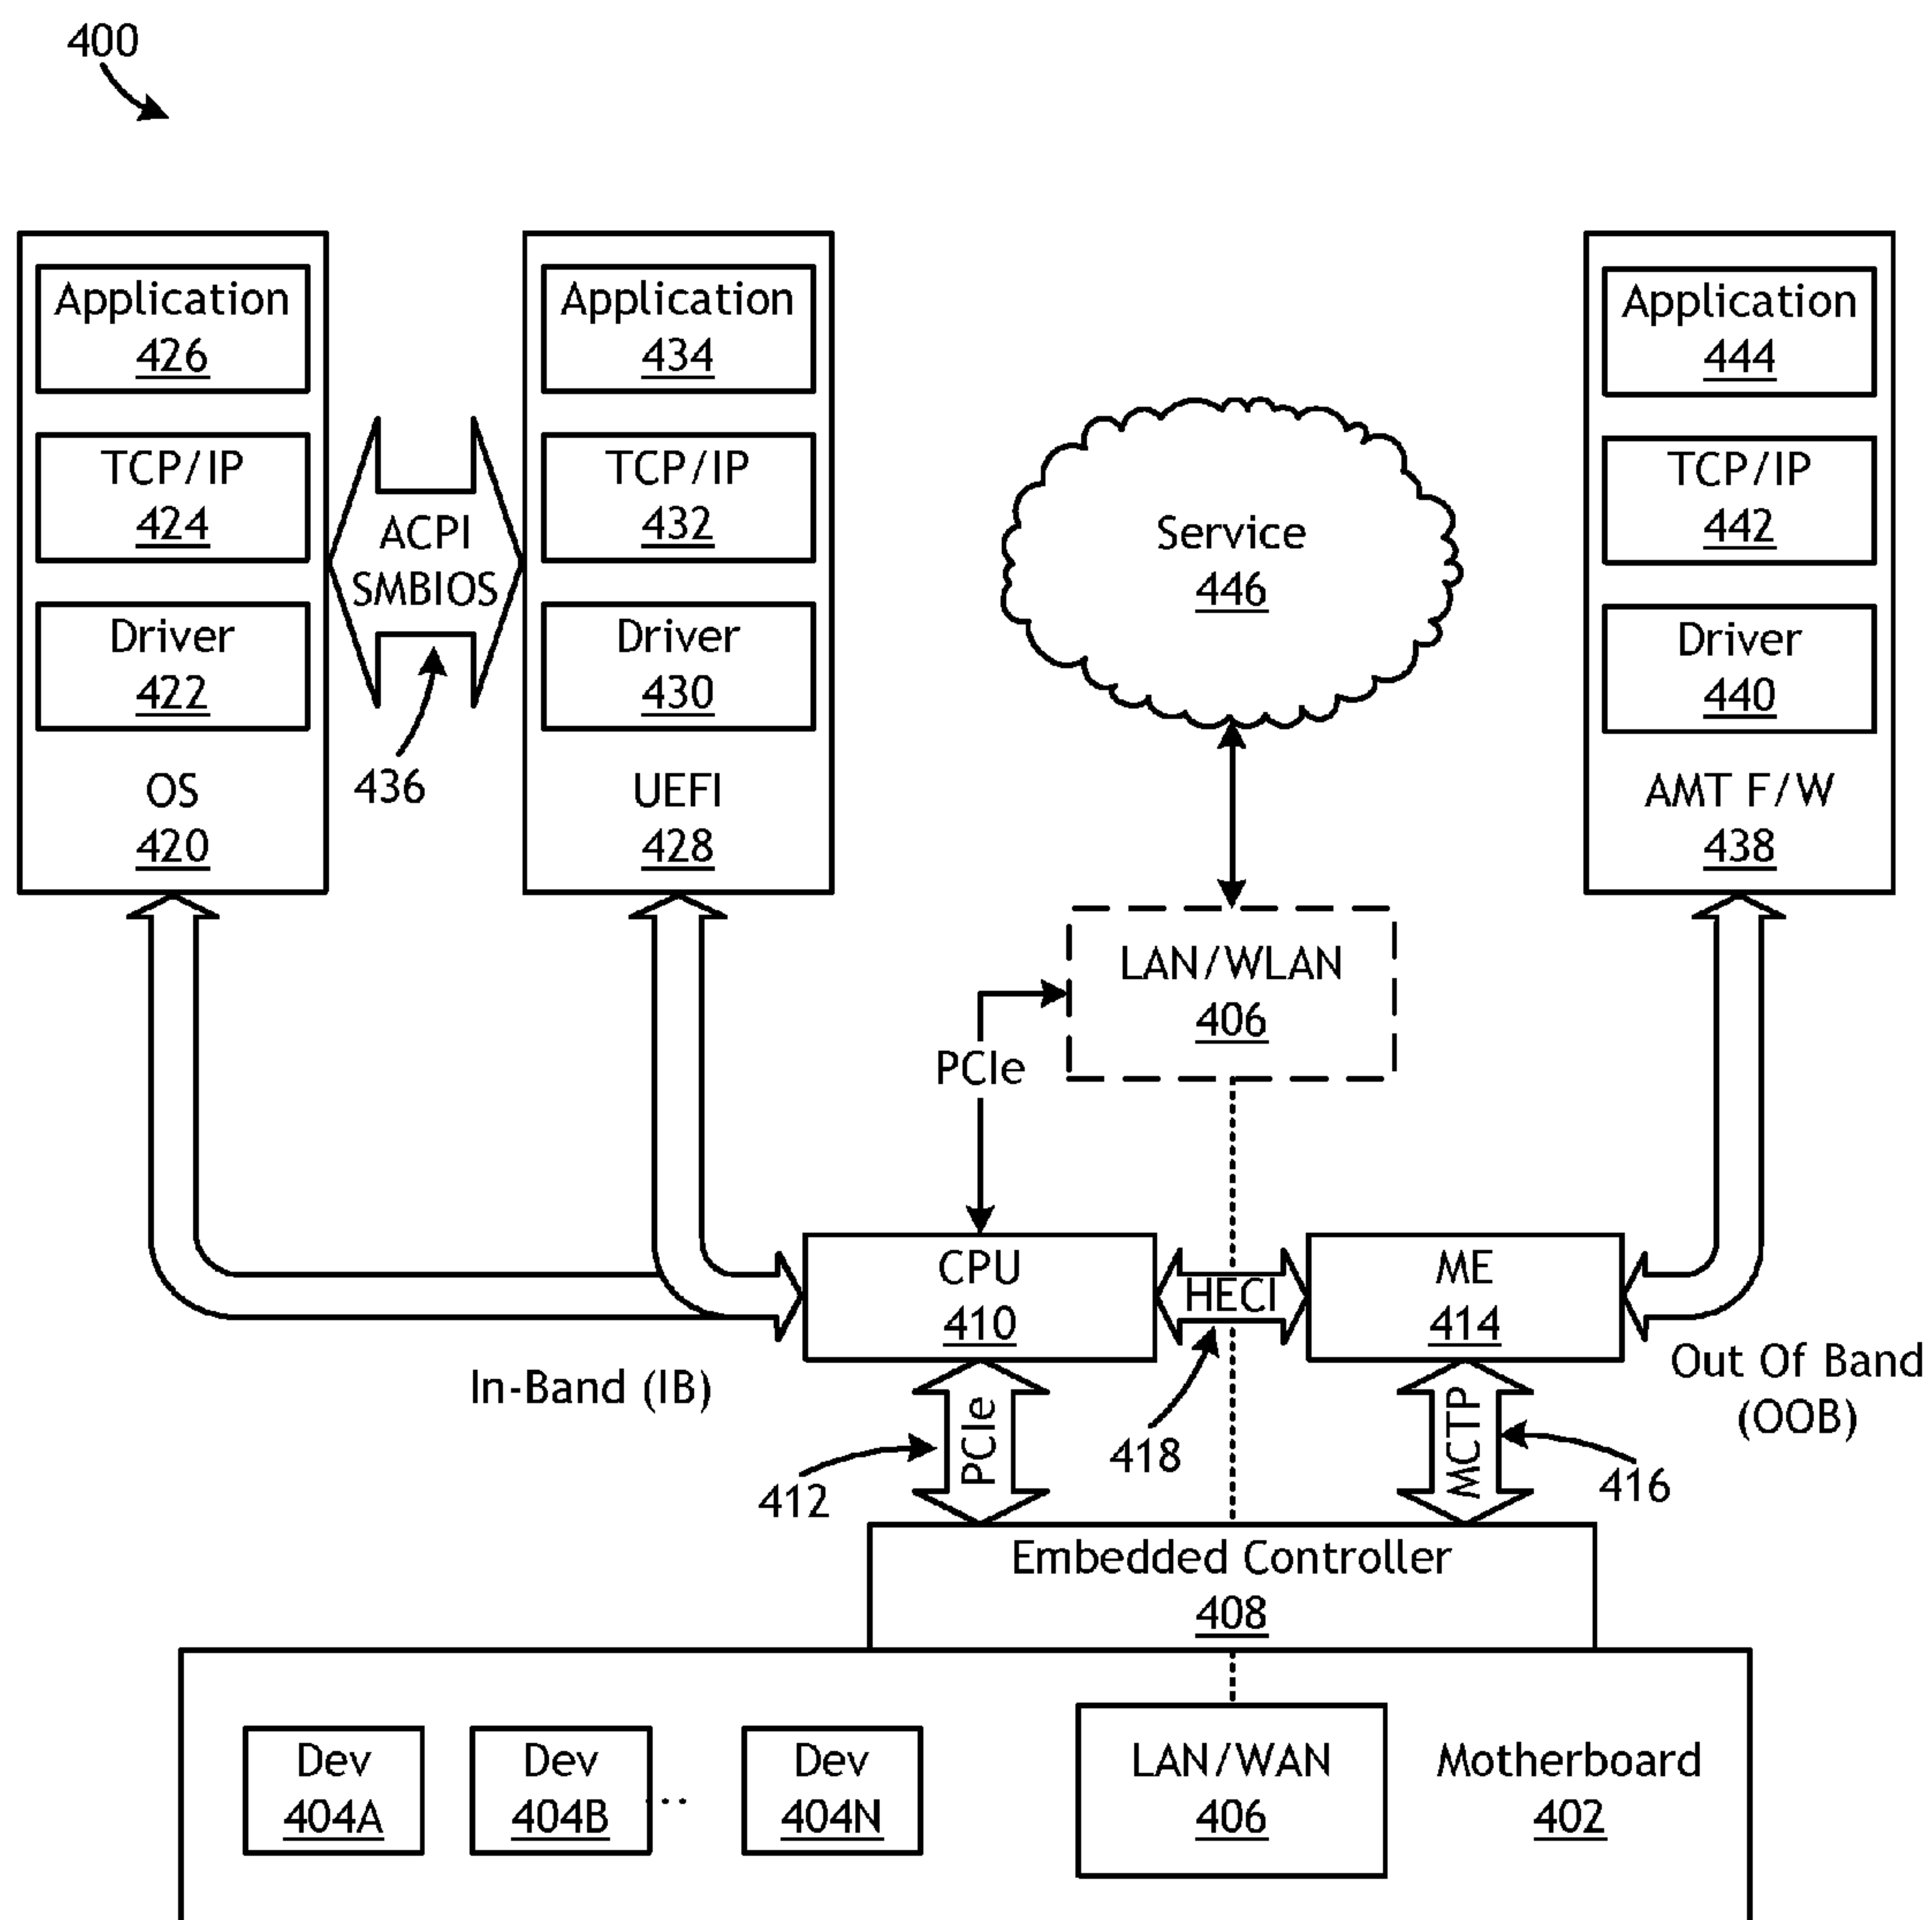 400
Application
426
TCP/IP
424
Driver
422
OS
420
ACPI
SMBIOS
436
Application
434
TCP/IP
432
Driver
430
UEFI
428
Service
446
Application
444
TCP/IP
442
Driver
440
AMT F/W
438
LAN/WLAN
406
PCIe
CPU
410
HECI
418
ME
414
In-Band (IB)
Out Of Band
(OOB)
PCIe
412
MCTP
416
Embedded Controller
408
Dev
404A
Dev
404B
..
Dev
404N
LAN/WAN
406
Motherboard
402